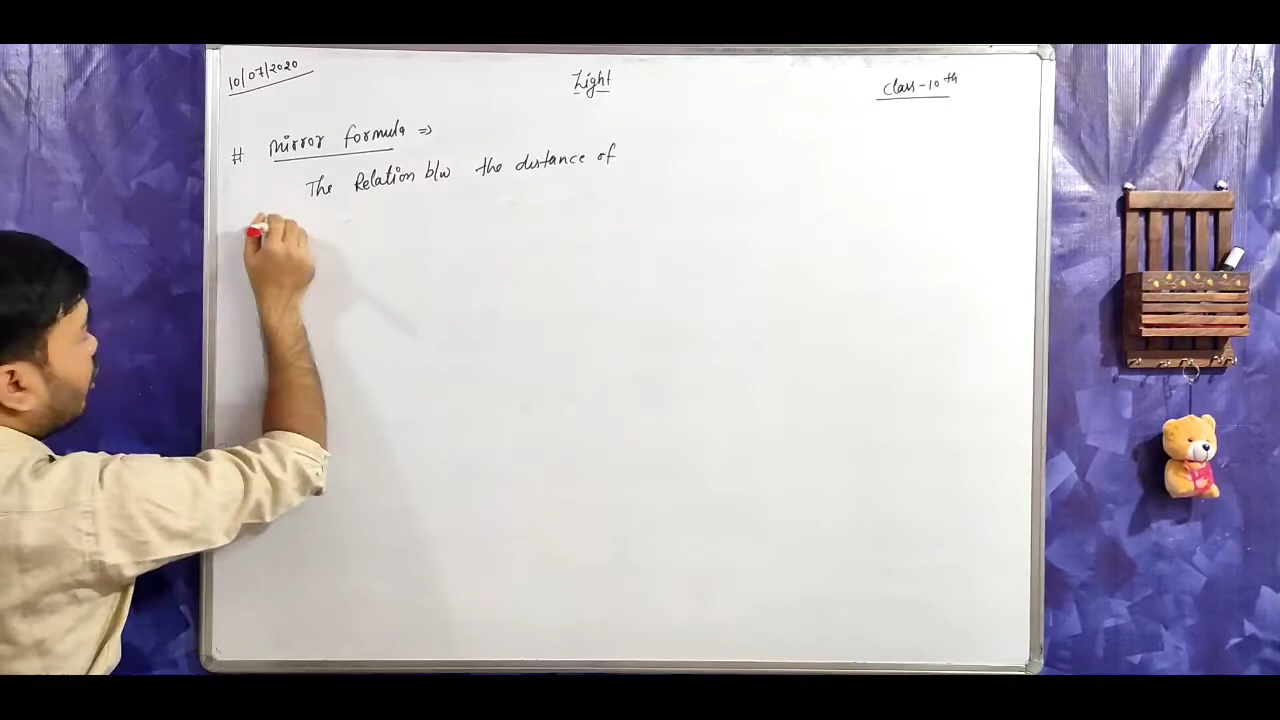 10/07/2020
Light
Class-10th
# Mirror formula ⇒
The Relation b/w the distance of